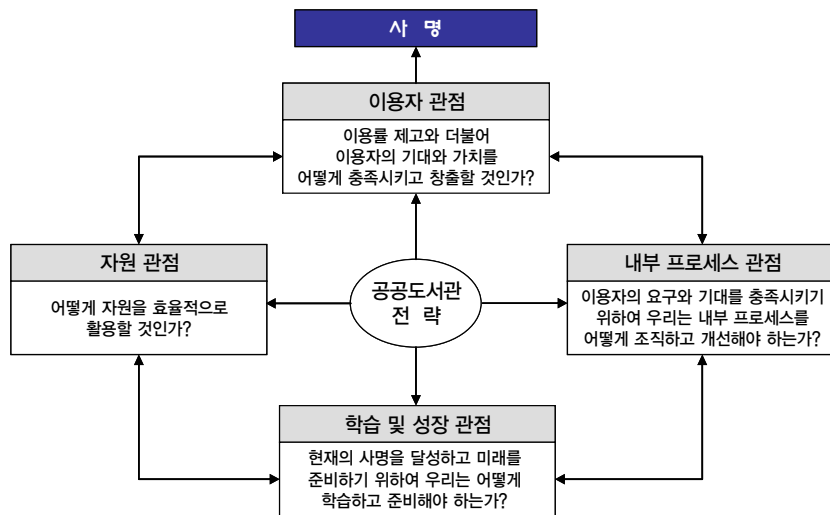 사 명
이용자 관점
이용률 제고와 더불어
이용자의 기대와 가치를
어떻게 충족시키고 창출할 것인가?
자원 관점
어떻게 자원을 효율적으로
활용할 것인가?
공공도서관
전 략
내부 프로세스 관점
이용자의 요구와 기대를 충족시키기
위하여 우리는 내부 프로세스를
어떻게 조직하고 개선해야 하는가?
학습 및 성장 관점
현재의 사명을 달성하고 미래를
준비하기 위하여 우리는 어떻게
학습하고 준비해야 하는가?